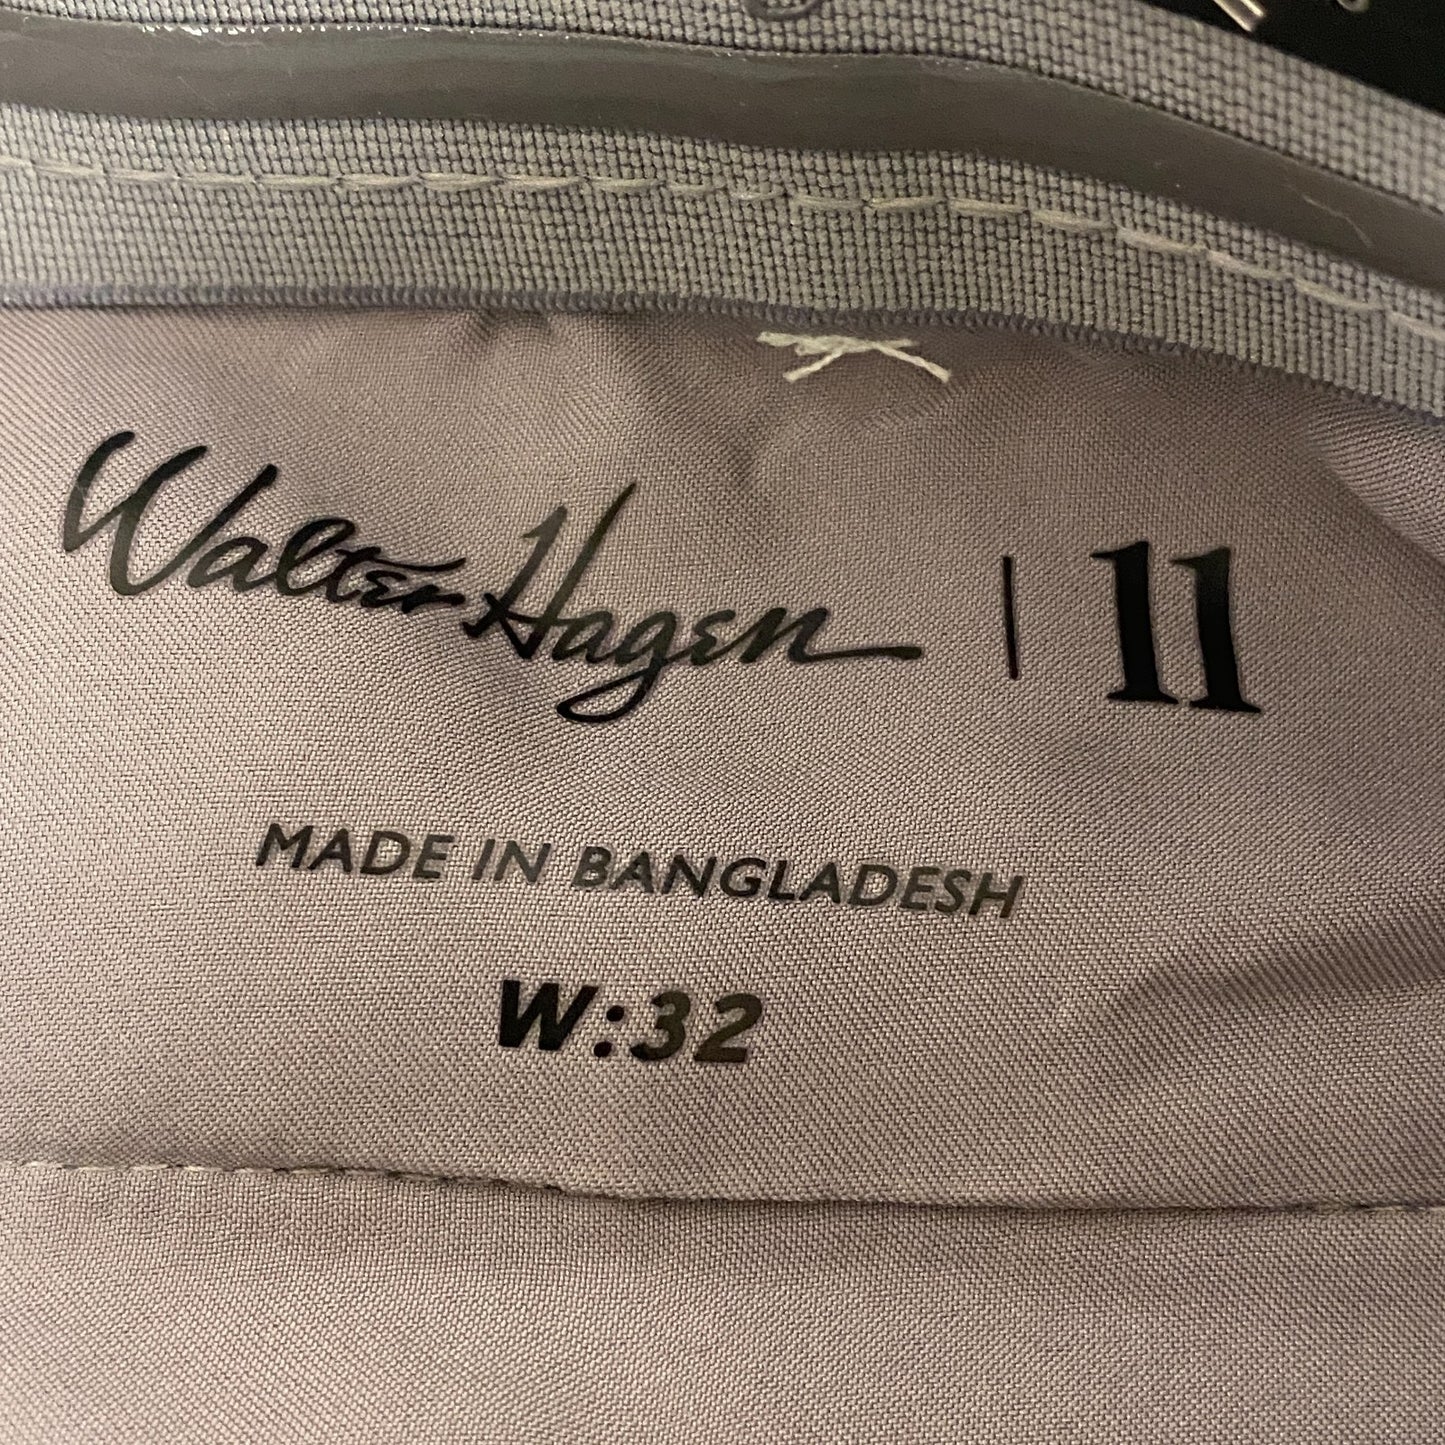 Walter Hagen | 11
MADE IN BANGLADESH
W:32